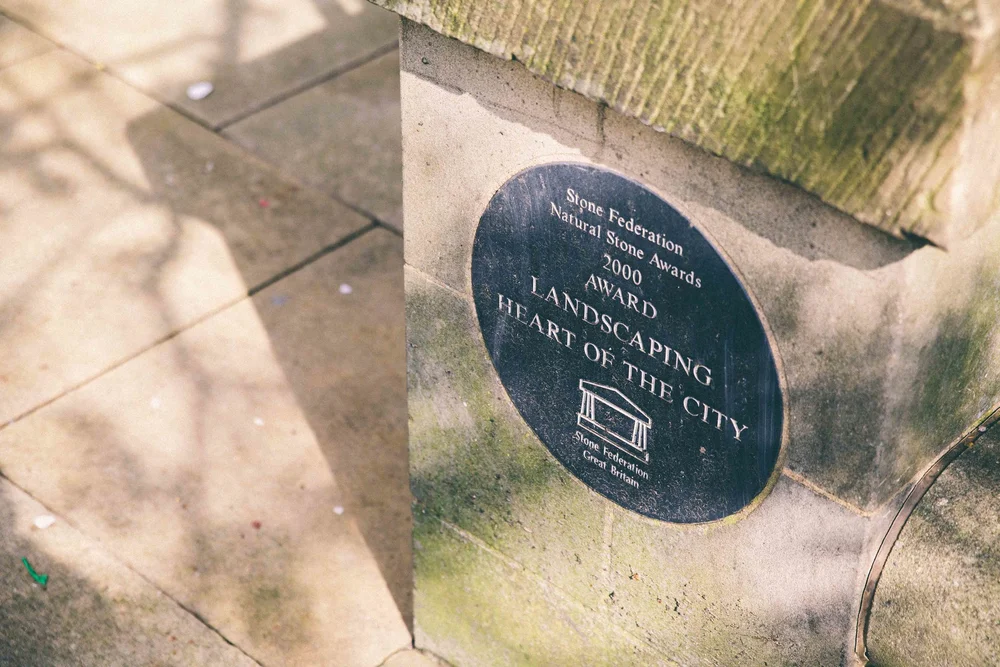 Stone Federation
Natural Stone Awards
2000
AWARD
LANDSCAPING
HEART OF THE CITY
Stone Federation
Great Britain